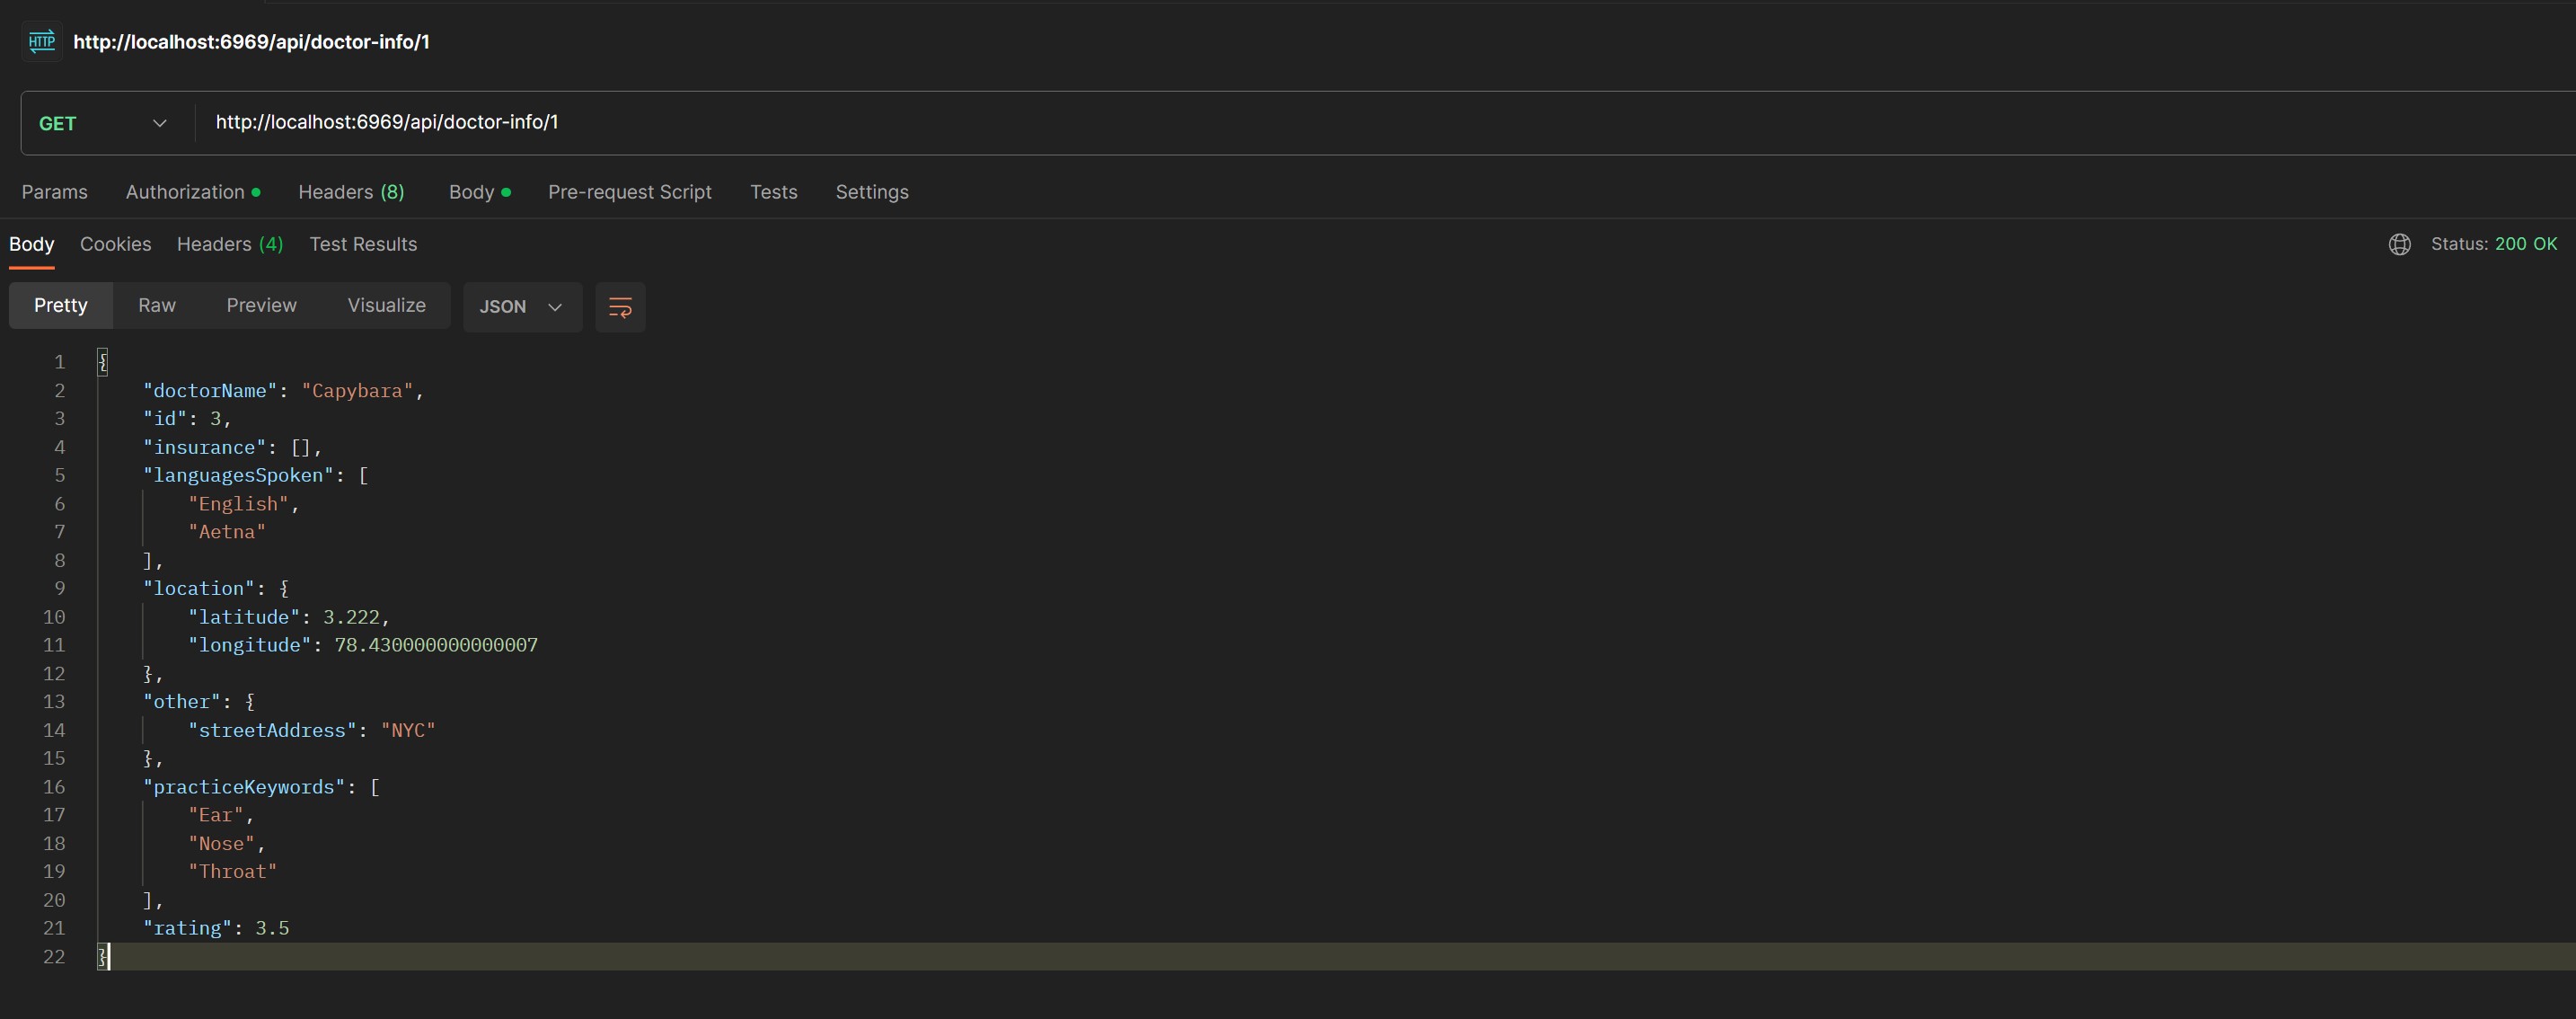 HTTP http://localhost:6969/api/doctor-info/1
GET http://localhost:6969/api/doctor-info/1
Params Authorization Headers (8) Body Pre-request Script Tests Settings
Body Cookies Headers (4) Test Results Status: 200 OK
Pretty Raw Preview Visualize JSON
1 {
2 "doctorName": "Capybara",
3 "id": 3,
4 "insurance": [],
5 "languagesSpoken": [
6 "English",
7 "Aetna"
8 ],
9 "location": {
10 "latitude": 3.222,
11 "longitude": 78.430000000000007
12 },
13 "other": {
14 "streetAddress": "NYC"
15 },
16 "practiceKeywords": [
17 "Ear",
18 "Nose",
19 "Throat"
20 ],
21 "rating": 3.5
22 }